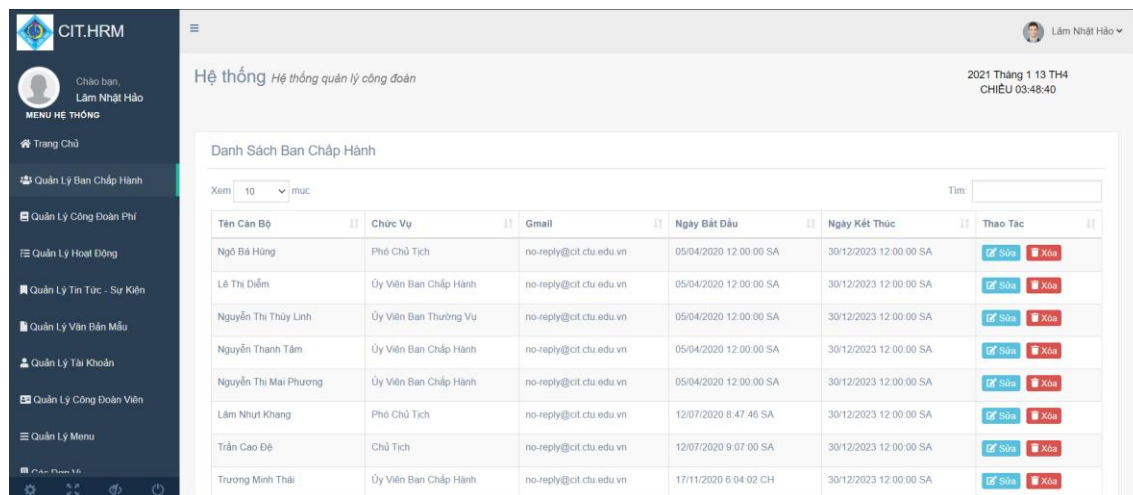 CIT.HRM
Lâm Nhật Hảo
Chào bạn,
Lâm Nhật Hảo
MENU HỆ THỐNG
Trang Chủ
Quản Lý Ban Chấp Hành
Quản Lý Công Đoàn Phí
Quản Lý Hoạt Động
Quản Lý Tin Tức - Sự Kiện
Quản Lý Văn Bản Mẫu
Quản Lý Tài Khoản
Quản Lý Công Đoàn Viên
Quản Lý Menu
Các Đơn Vị
Hệ thống Hệ thống quản lý công đoàn
2021 Tháng 1 13 TH4
CHIỀU 03:48:40
Danh Sách Ban Chấp Hành
Xem 10 mục
Tìm:
Tên Cán Bộ Chức Vụ Gmail Ngày Bắt Đầu Ngày Kết Thúc Thao Tác
Ngô Bá Hùng Phó Chủ Tịch no-reply@cit.ctu.edu.vn 05/04/2020 12:00:00 SA 30/12/2023 12:00:00 SA Sửa Xóa
Lê Thị Diễm Ủy Viên Ban Chấp Hành no-reply@cit.ctu.edu.vn 05/04/2020 12:00:00 SA 30/12/2023 12:00:00 SA Sửa Xóa
Nguyễn Thị Thùy Linh Ủy Viên Ban Thường Vụ no-reply@cit.ctu.edu.vn 05/04/2020 12:00:00 SA 30/12/2023 12:00:00 SA Sửa Xóa
Nguyễn Thanh Tâm Ủy Viên Ban Chấp Hành no-reply@cit.ctu.edu.vn 05/04/2020 12:00:00 SA 30/12/2023 12:00:00 SA Sửa Xóa
Nguyễn Thị Mai Phương Ủy Viên Ban Chấp Hành no-reply@cit.ctu.edu.vn 05/04/2020 12:00:00 SA 30/12/2023 12:00:00 SA Sửa Xóa
Lâm Nhựt Khang Phó Chủ Tịch no-reply@cit.ctu.edu.vn 12/07/2020 8:47:46 SA 30/12/2023 12:00:00 SA Sửa Xóa
Trần Cao Đệ Chủ Tịch no-reply@cit.ctu.edu.vn 12/07/2020 9:07:00 SA 30/12/2023 12:00:00 SA Sửa Xóa
Trương Minh Thái Ủy Viên Ban Chấp Hành no-reply@cit.ctu.edu.vn 17/11/2020 6:04:02 CH 30/12/2023 12:00:00 SA Sửa Xóa